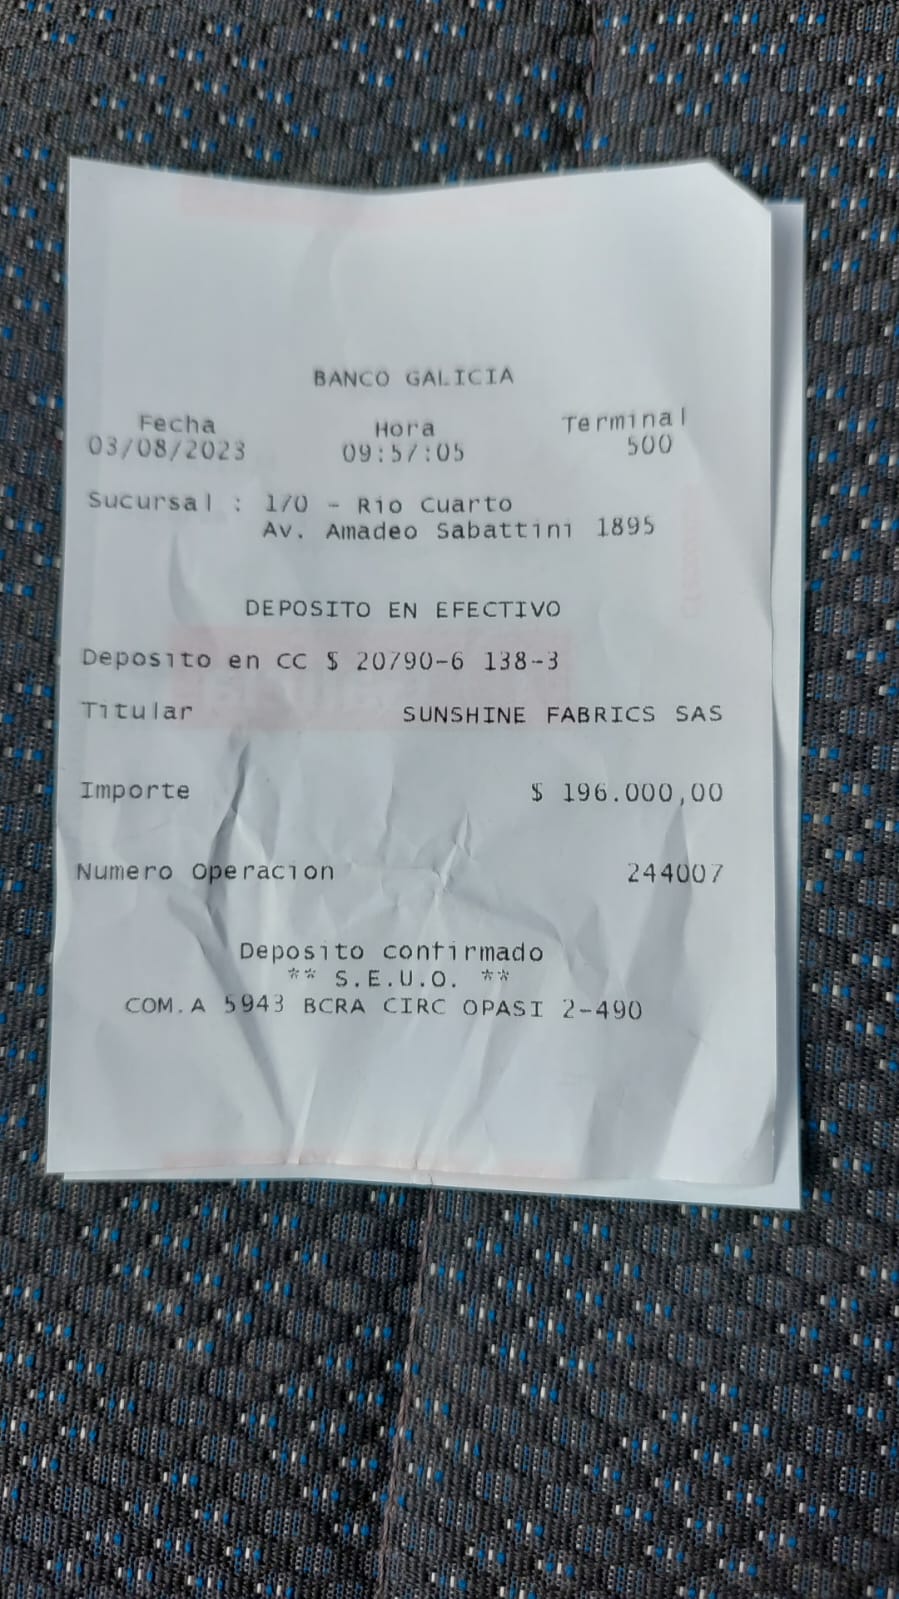 BANCO GALICIA
Fecha Hora Terminal
03/08/2023 09:57:05 500
Sucursal : 170 - Rio Cuarto
Av. Amadeo Sabattini 1895
DEPOSITO EN EFECTIVO
Deposito en CC $ 20790-6 138-3
Titular SUNSHINE FABRICS SAS
Importe $ 196.000,00
Numero Operacion 244007
Deposito confirmado
** S.E.U.O. **
COM.A 5943 BCRA CIRC OPASI 2-490